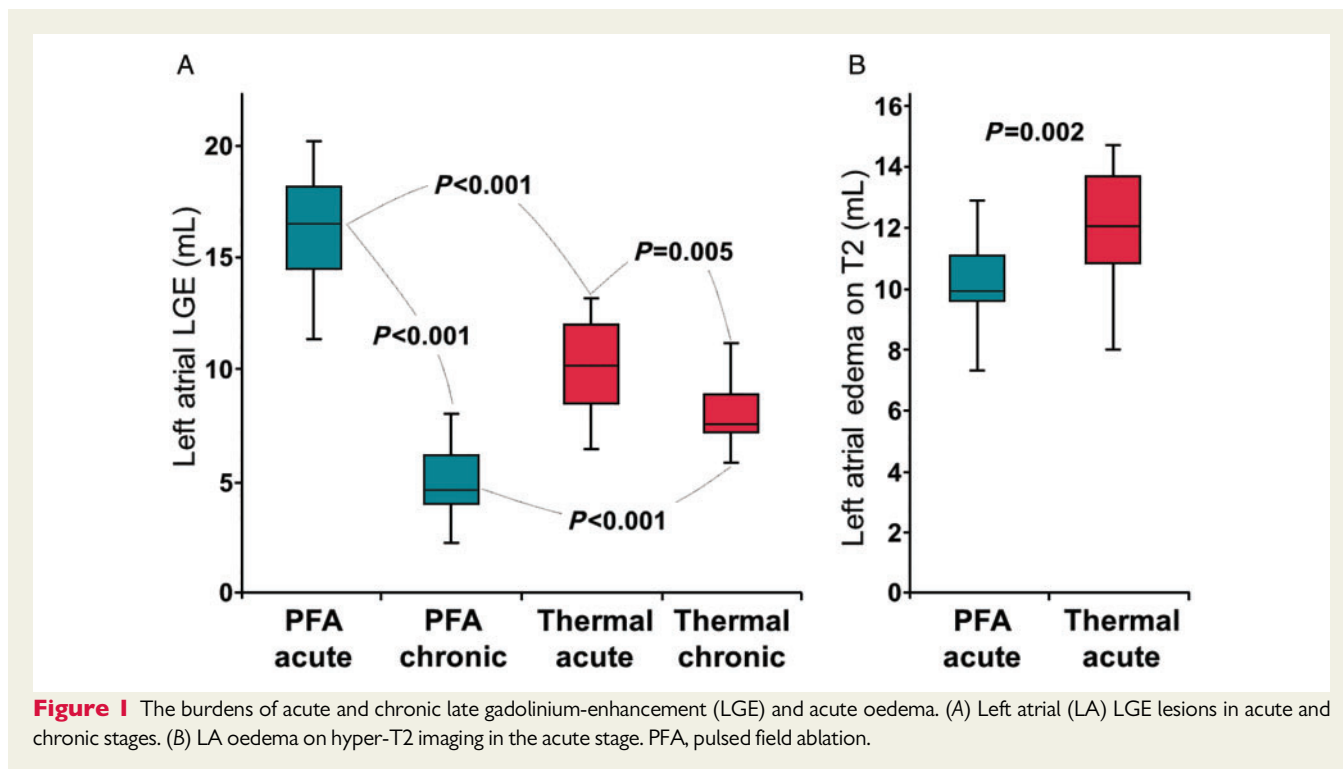 A
Left atrial LGE (mL)
20
15
10
5
0
P<0.001
P=0.005
P<0.001
P<0.001
PFA acute
PFA chronic
Thermal acute
Thermal chronic
B
Left atrial edema on T2 (mL)
16
14
12
10
8
6
4
2
0
P=0.002
PFA acute
Thermal acute
Figure 1 The burdens of acute and chronic late gadolinium-enhancement (LGE) and acute oedema. (A) Left atrial (LA) LGE lesions in acute and
chronic stages. (B) LA oedema on hyper-T2 imaging in the acute stage. PFA, pulsed field ablation.